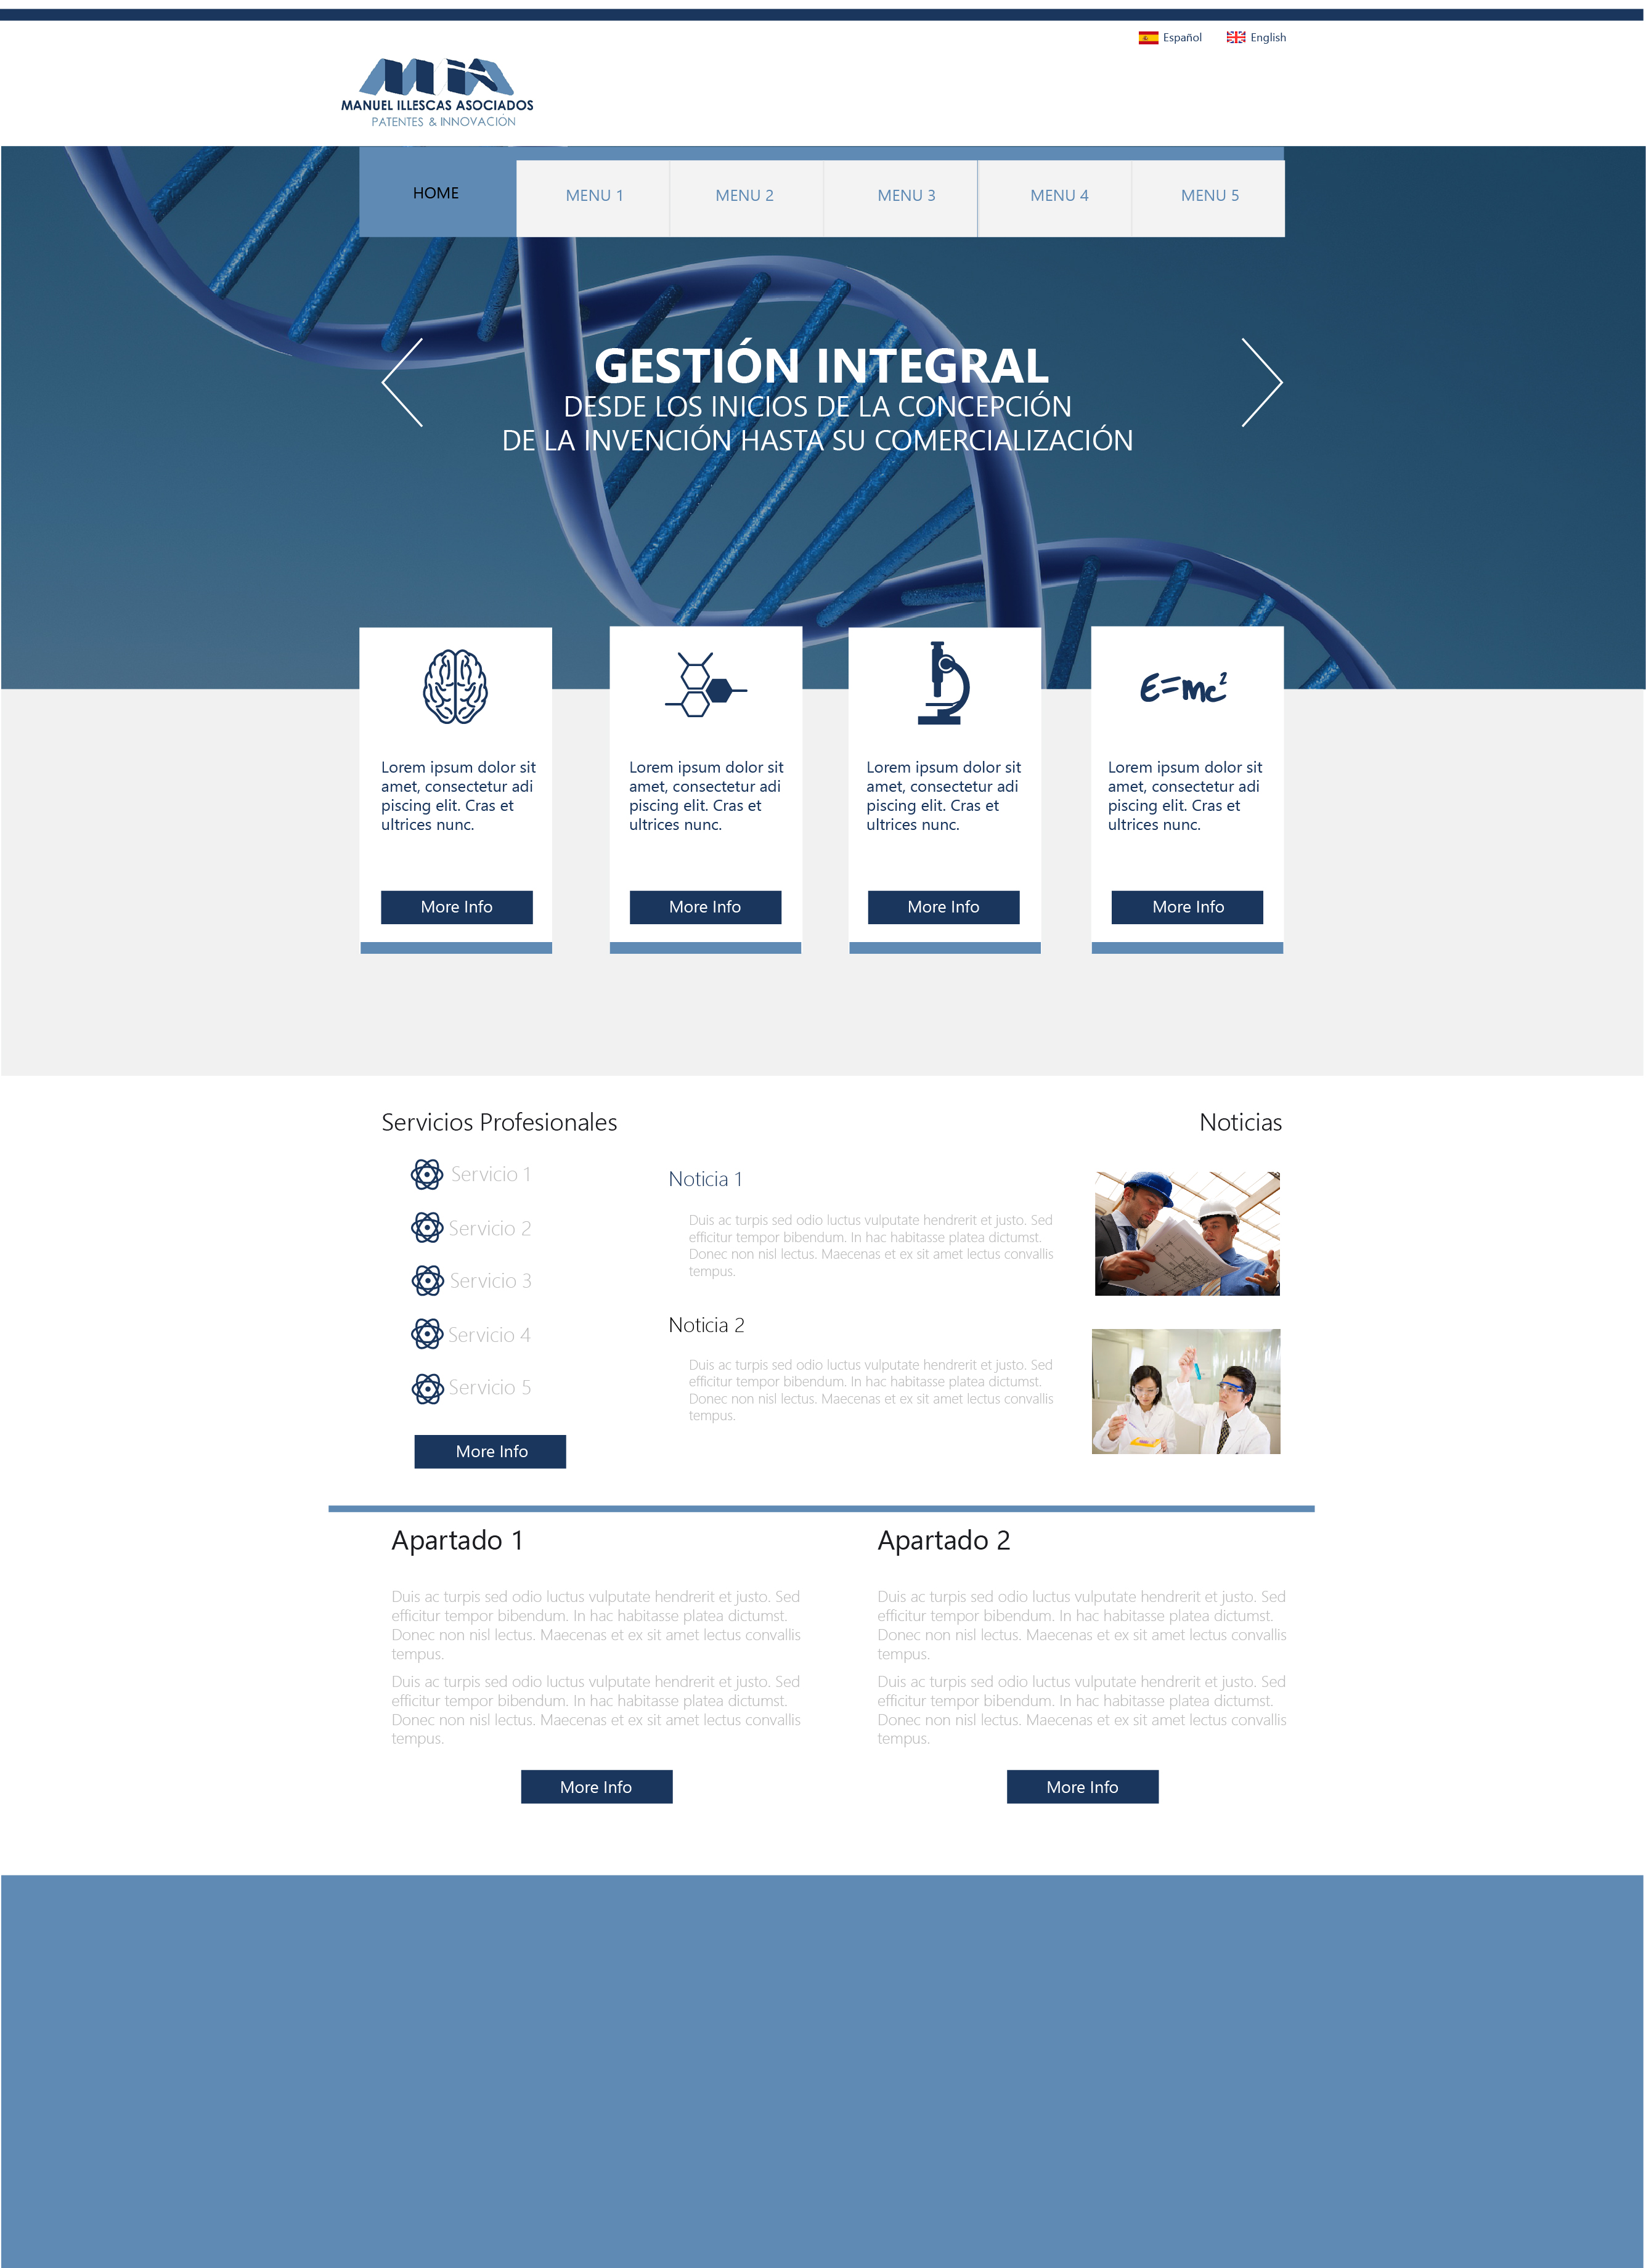 Español
English
MIA
MANUEL ILLESCAS ASOCIADOS
PATENTES & INNOVACIÓN
HOME
MENU 1
MENU 2
MENU 3
MENU 4
MENU 5
GESTIÓN INTEGRAL
DESDE LOS INICIOS DE LA CONCEPCIÓN
DE LA INVENCIÓN HASTA SU COMERCIALIZACIÓN
Lorem ipsum dolor sit
amet, consectetur adi
piscing elit. Cras et
ultrices nunc.
More Info
Lorem ipsum dolor sit
amet, consectetur adi
piscing elit. Cras et
ultrices nunc.
More Info
Lorem ipsum dolor sit
amet, consectetur adi
piscing elit. Cras et
ultrices nunc.
More Info
E=mc²
Lorem ipsum dolor sit
amet, consectetur adi
piscing elit. Cras et
ultrices nunc.
More Info
Servicios Profesionales
Servicio 1
Servicio 2
Servicio 3
Servicio 4
Servicio 5
More Info
Noticias
Noticia 1
Duis ac turpis sed odio luctus vulputate hendrerit et justo. Sed
efficitur tempor bibendum. In hac habitasse platea dictumst.
Donec non nisl lectus. Maecenas et ex sit amet lectus convallis
tempus.
Noticia 2
Duis ac turpis sed odio luctus vulputate hendrerit et justo. Sed
efficitur tempor bibendum. In hac habitasse platea dictumst.
Donec non nisl lectus. Maecenas et ex sit amet lectus convallis
tempus.
Apartado 1
Duis ac turpis sed odio luctus vulputate hendrerit et justo. Sed
efficitur tempor bibendum. In hac habitasse platea dictumst.
Donec non nisl lectus. Maecenas et ex sit amet lectus convallis
tempus.
Duis ac turpis sed odio luctus vulputate hendrerit et justo. Sed
efficitur tempor bibendum. In hac habitasse platea dictumst.
Donec non nisl lectus. Maecenas et ex sit amet lectus convallis
tempus.
More Info
Apartado 2
Duis ac turpis sed odio luctus vulputate hendrerit et justo. Sed
efficitur tempor bibendum. In hac habitasse platea dictumst.
Donec non nisl lectus. Maecenas et ex sit amet lectus convallis
tempus.
Duis ac turpis sed odio luctus vulputate hendrerit et justo. Sed
efficitur tempor bibendum. In hac habitasse platea dictumst.
Donec non nisl lectus. Maecenas et ex sit amet lectus convallis
tempus.
More Info